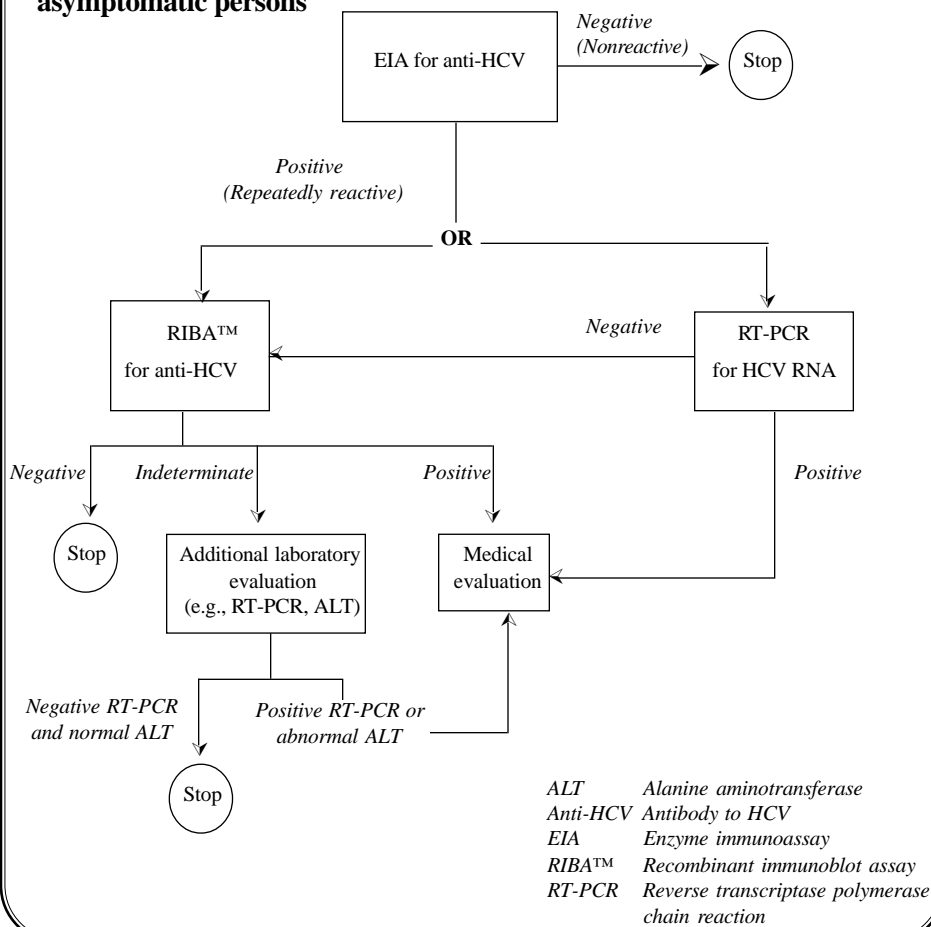 asymptomatic persons
Negative
(Nonreactive)
EIA for anti-HCV
Stop
Positive
(Repeatedly reactive)
OR
RIBA™
for anti-HCV
Negative
RT-PCR
for HCV RNA
Negative
Indeterminate
Positive
Positive
Stop
Additional laboratory
evaluation
(e.g., RT-PCR, ALT)
Medical
evaluation
Negative RT-PCR
and normal ALT
Positive RT-PCR or
abnormal ALT
Stop
ALT Alanine aminotransferase
Anti-HCV Antibody to HCV
EIA Enzyme immunoassay
RIBA™ Recombinant immunoblot assay
RT-PCR Reverse transcriptase polymerase
chain reaction